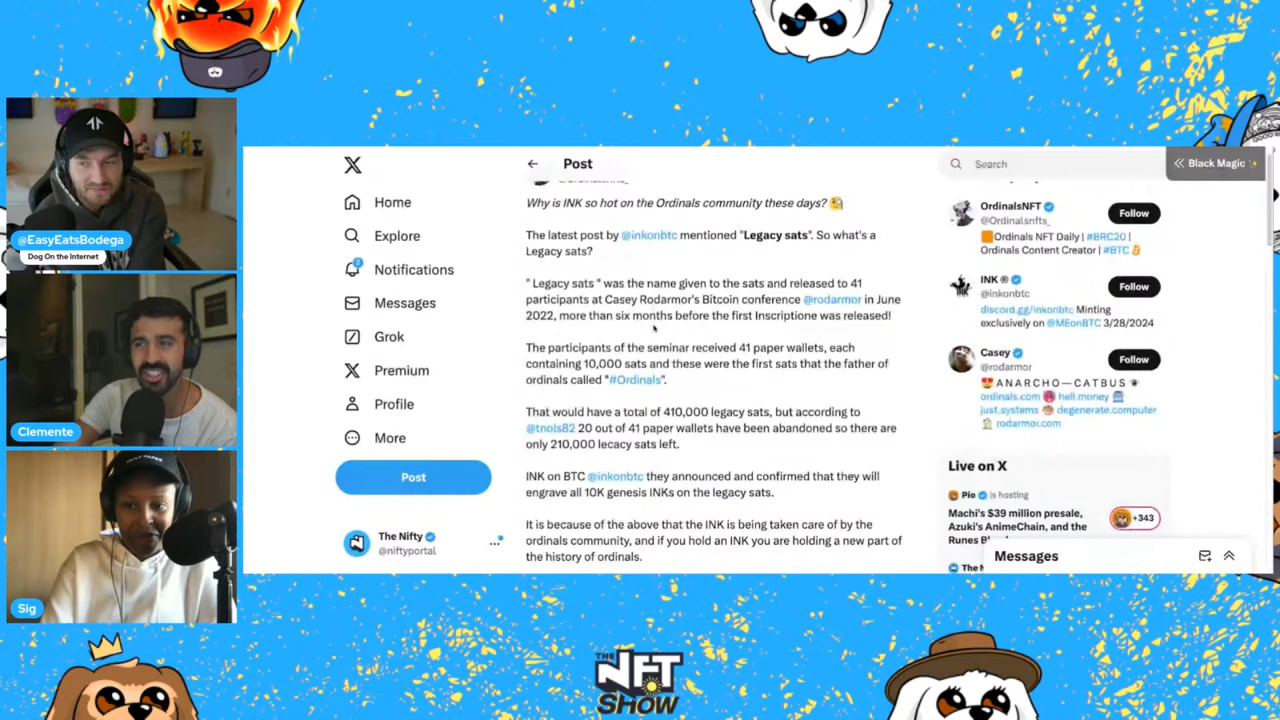 @EasyEatsBodega
Dog On the Internet
Clemente
Sig
Home
Explore
2
Notifications
Messages
Grok
Premium
Profile
More
Post
The Nifty
@niftyportal
Post
Why is INK so hot on the Ordinals community these days?
The latest post by @inkonbtc mentioned "Legacy sats". So what's a
Legacy sats?
" Legacy sats " was the name given to the sats and released to 41
participants at Casey Rodarmor's Bitcoin conference @rodarmor in June
2022, more than six months before the first Inscriptione was released!
The participants of the seminar received 41 paper wallets, each
containing 10,000 sats and these were the first sats that the father of
ordinals called "#Ordinals".
That would have a total of 410,000 legacy sats, but according to
@tnols82 20 out of 41 paper wallets have been abandoned so there are
only 210,000 lecacy sats left.
INK on BTC @inkonbtc they announced and confirmed that they will
engrave all 10K genesis INKs on the legacy sats.
It is because of the above that the INK is being taken care of by the
ordinals community, and if you hold an INK you are holding a new part of
the history of ordinals.
Search
Black Magic
OrdinalsNFT
@Ordinalsnfts_
Follow
Ordinals NFT Daily | #BRC20 |
Ordinals Content Creator | #BTC
INK ®
@inkonbtc
Follow
discord.gg/inkonbtc Minting
exclusively on @MEonBTC 3/28/2024
Casey
@rodarmor
Follow
A N A R C H O — C A T B U S
ordinals.com hell.money
just.systems degenerate.computer
rodarmor.com
Live on X
Pio is hosting
Machi's $39 million presale,
Azuki's AnimeChain, and the
Runes
+343
Messages
The N
THE
NFT
SHOW